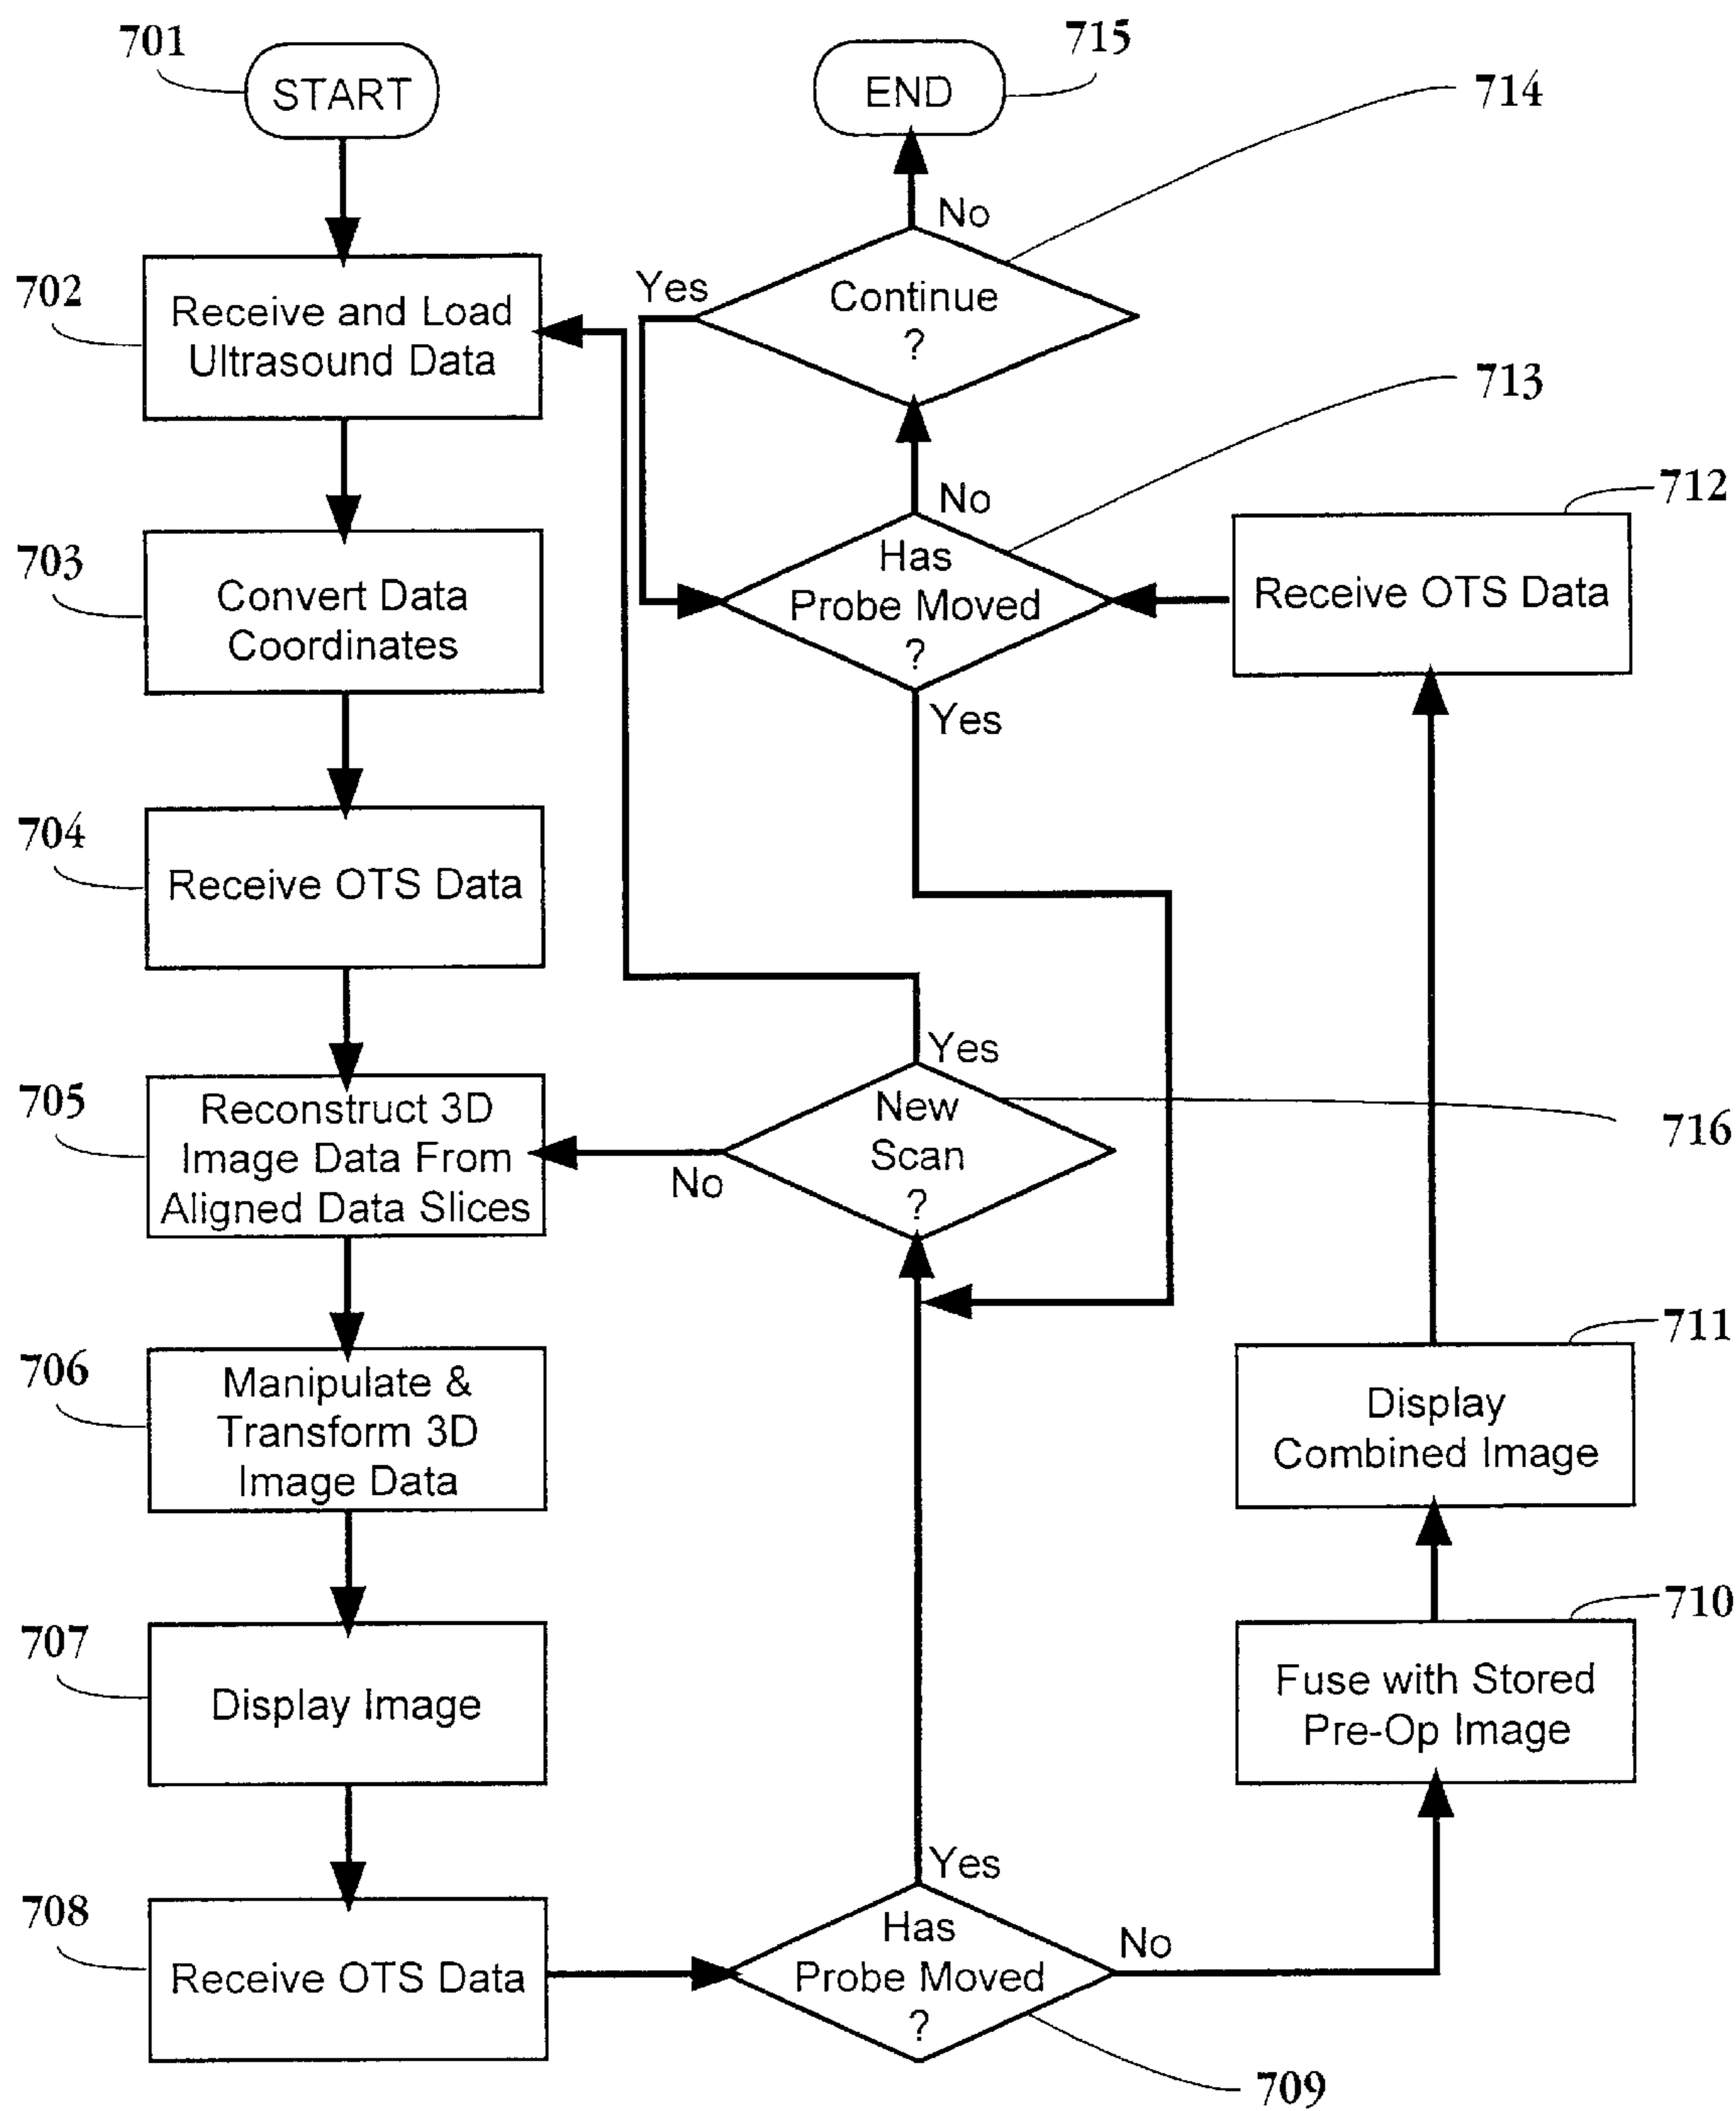 701
START
702
Receive and Load
Ultrasound Data
703
Convert Data
Coordinates
704
Receive OTS Data
705
Reconstruct 3D
Image Data From
Aligned Data Slices
706
Manipulate &
Transform 3D
Image Data
707
Display Image
708
Receive OTS Data
Has
Probe Moved
?
709
Yes
No
Fuse with Stored
Pre-Op Image
710
Display
Combined Image
711
Receive OTS Data
712
Has
Probe Moved
?
713
No
Yes
Continue
?
714
Yes
No
END
715
New
Scan
?
716
Yes
No